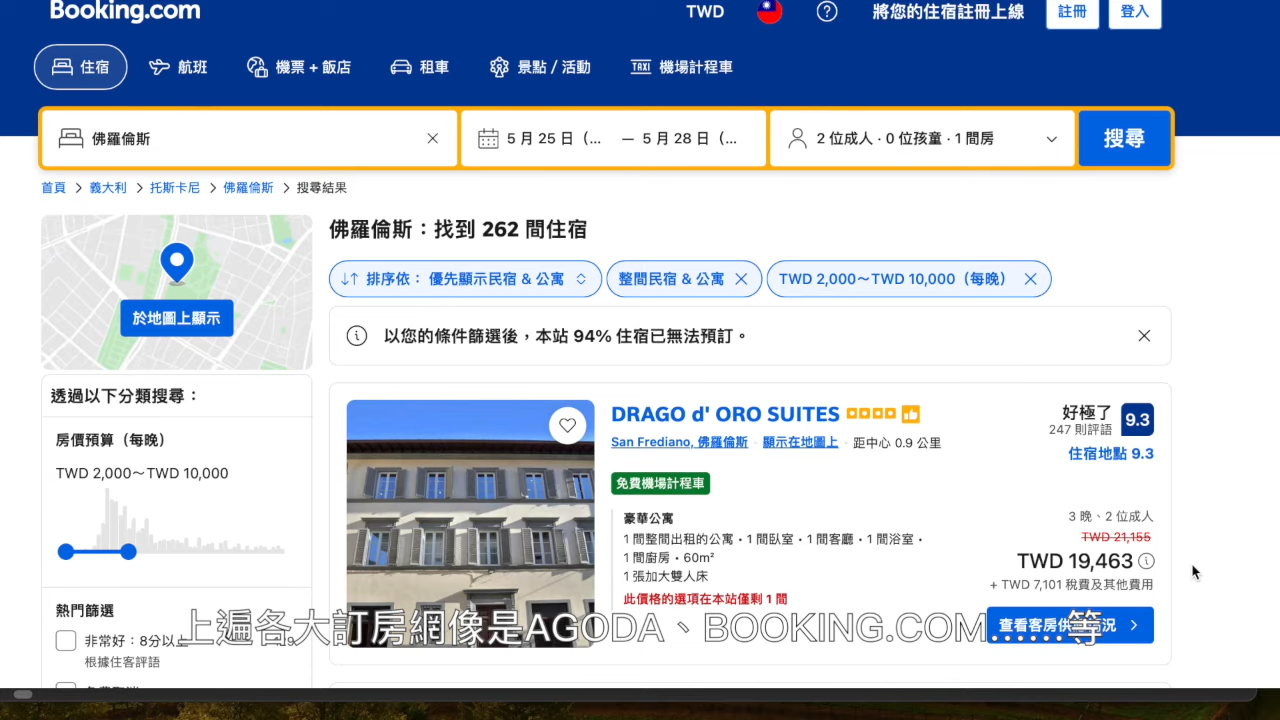 Booking.com
TWD
將您的住宿註冊上線
註冊
登入
住宿
航班
機票 + 飯店
租車
景點 / 活動
TAXI 機場計程車
佛羅倫斯
5 月 25 日 (... — 5 月 28 日 (...
2 位成人 · 0 位孩童 · 1 間房
搜尋
首頁 > 義大利 > 托斯卡尼 > 佛羅倫斯 > 搜尋結果
於地圖上顯示
佛羅倫斯：找到 262 間住宿
排序依： 優先顯示民宿 & 公寓
整間民宿 & 公寓
TWD 2,000～TWD 10,000（每晚）
以您的條件篩選後，本站 94% 住宿已無法預訂。
透過以下分類搜尋：
房價預算（每晚）
TWD 2,000～TWD 10,000
熱門篩選
非常好：8分以上
根據住客評語
DRAGO d' ORO SUITES
San Frediano, 佛羅倫斯 · 顯示在地圖上 · 距中心 0.9 公里
免費機場計程車
豪華公寓
1 間整間出租的公寓 • 1 間臥室 • 1 間客廳 • 1 間浴室 •
1 間廚房 • 60m²
1 張加大雙人床
此價格的選項在本站僅剩 1 間
好極了
247 則評語
9.3
住宿地點 9.3
3 晚、2 位成人
TWD 21,155
TWD 19,463
+ TWD 7,101 稅費及其他費用
查看客房供應情況
上遍各大訂房網像是AGODA、BOOKING.COM......等